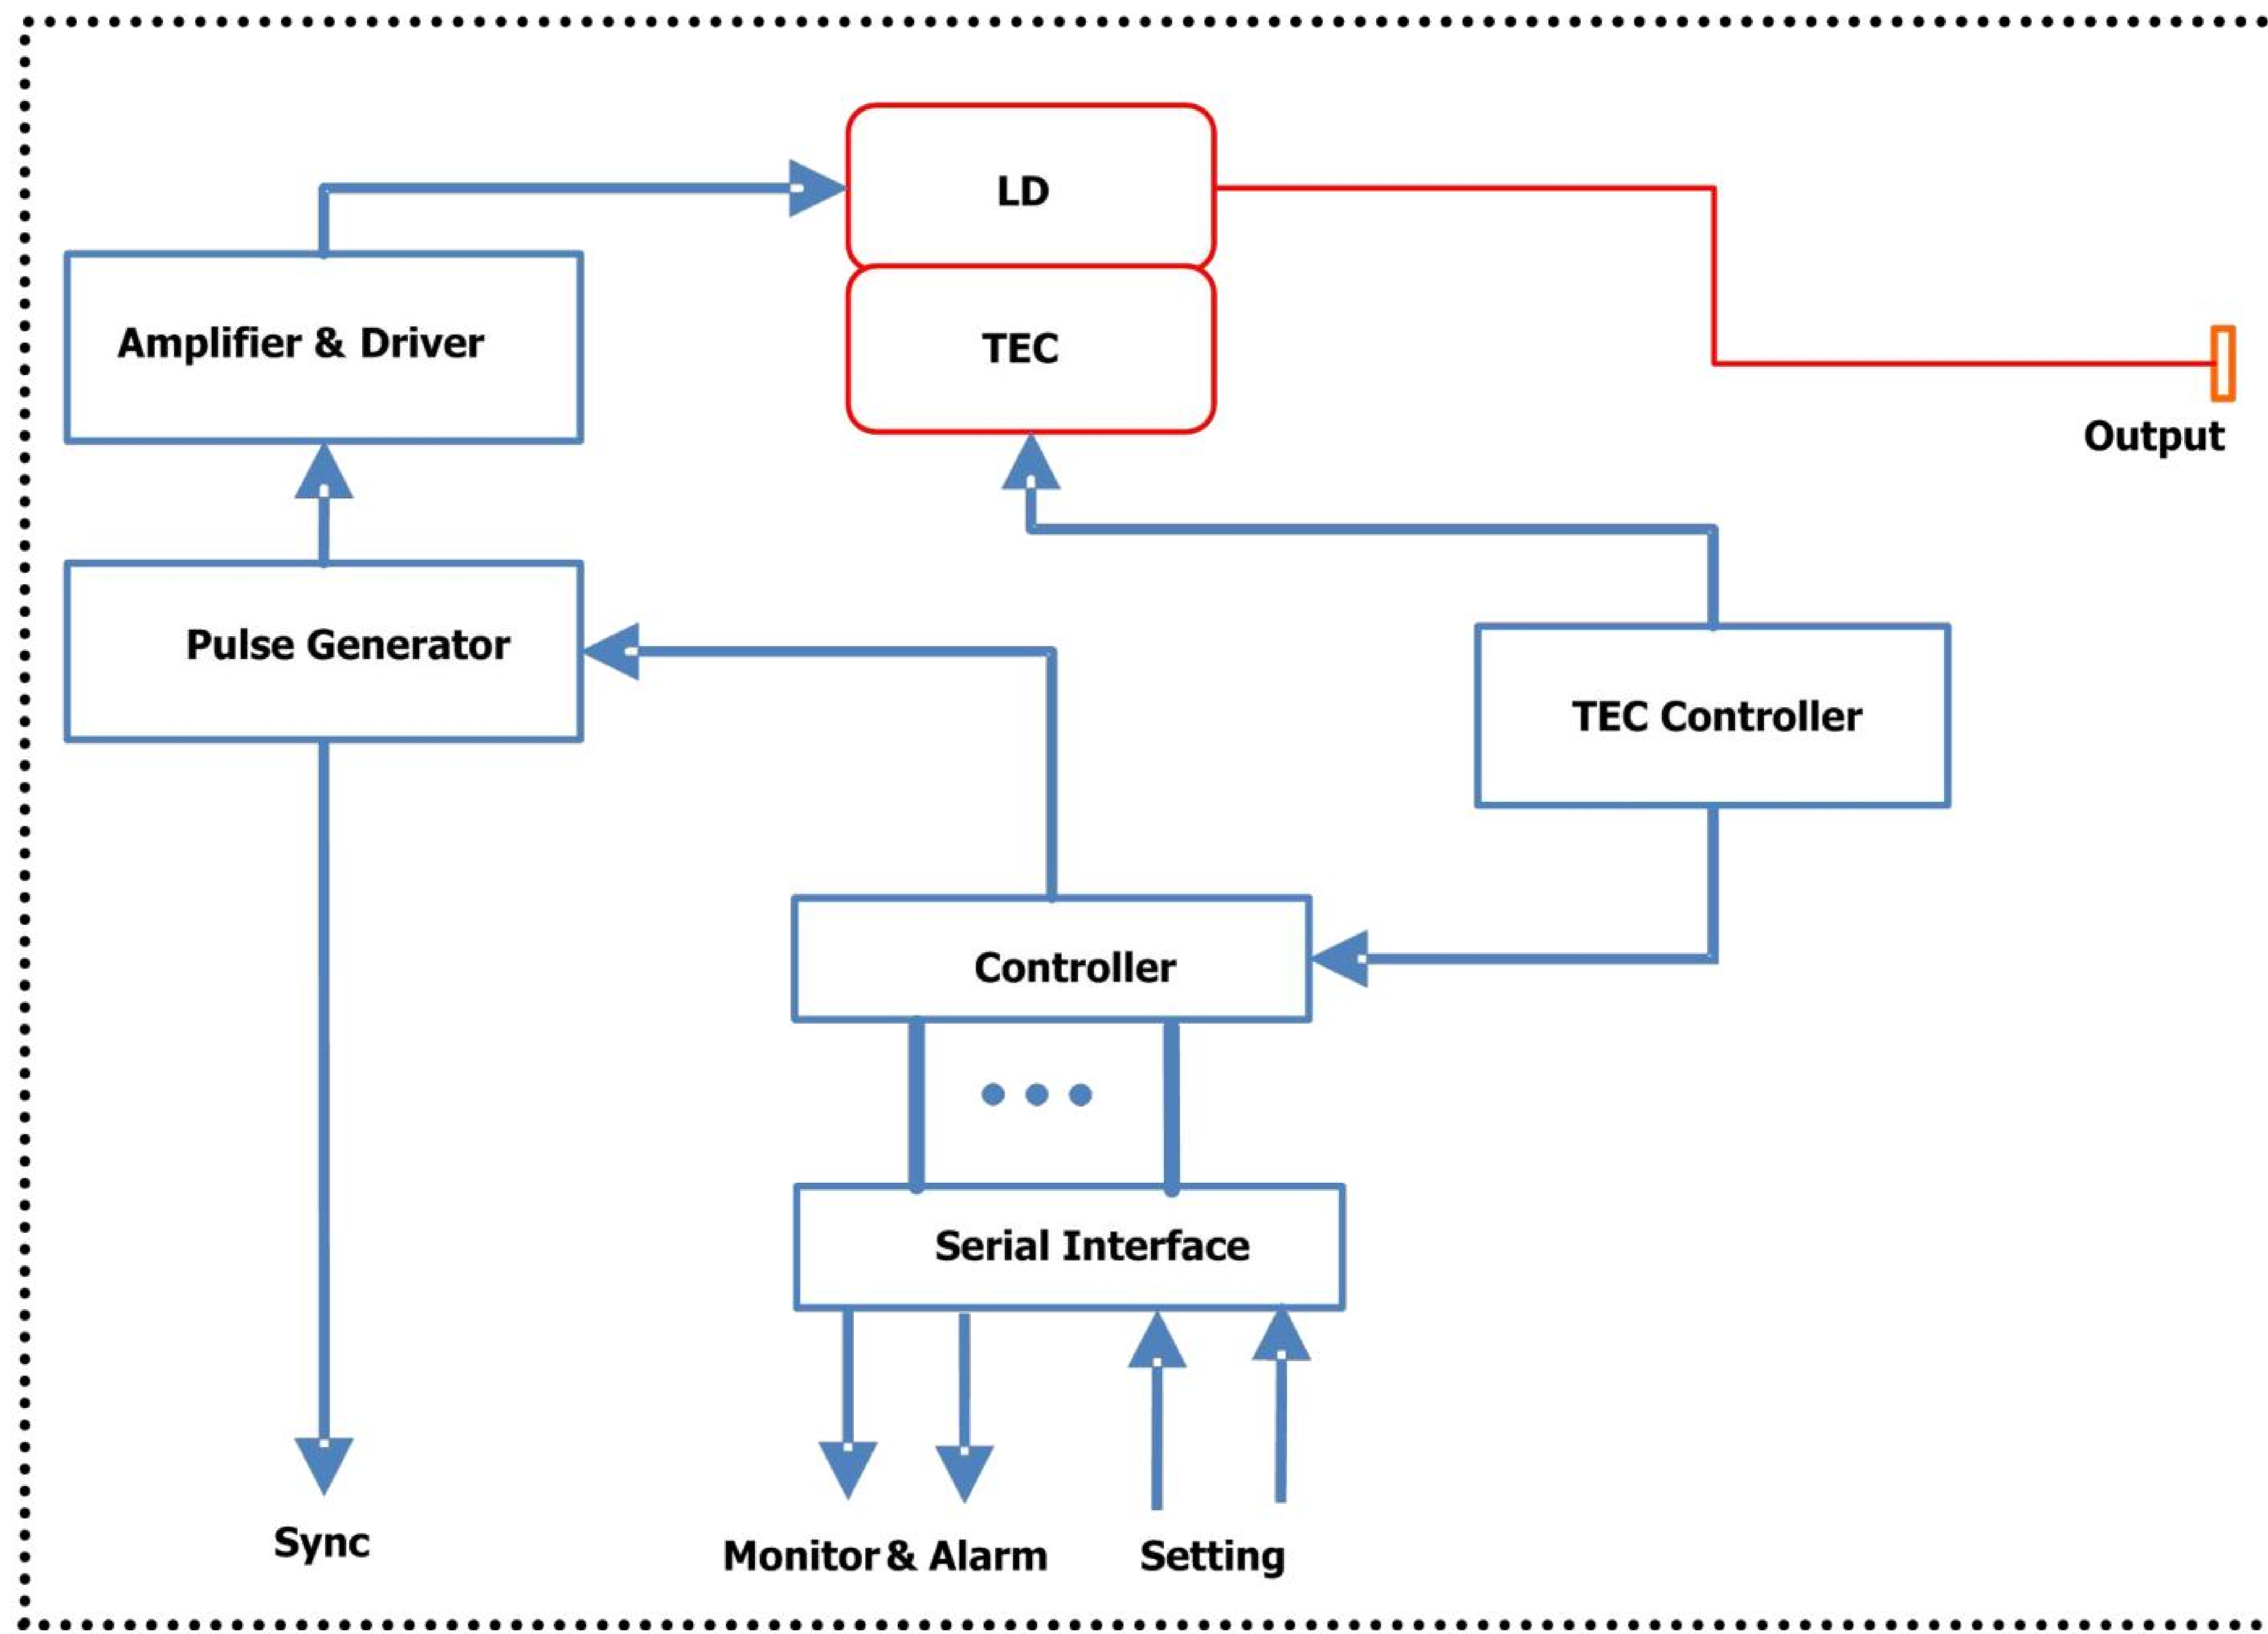 LD
Amplifier & Driver
TEC
Output
Pulse Generator
TEC Controller
Controller
Serial Interface
Sync
Monitor & Alarm
Setting